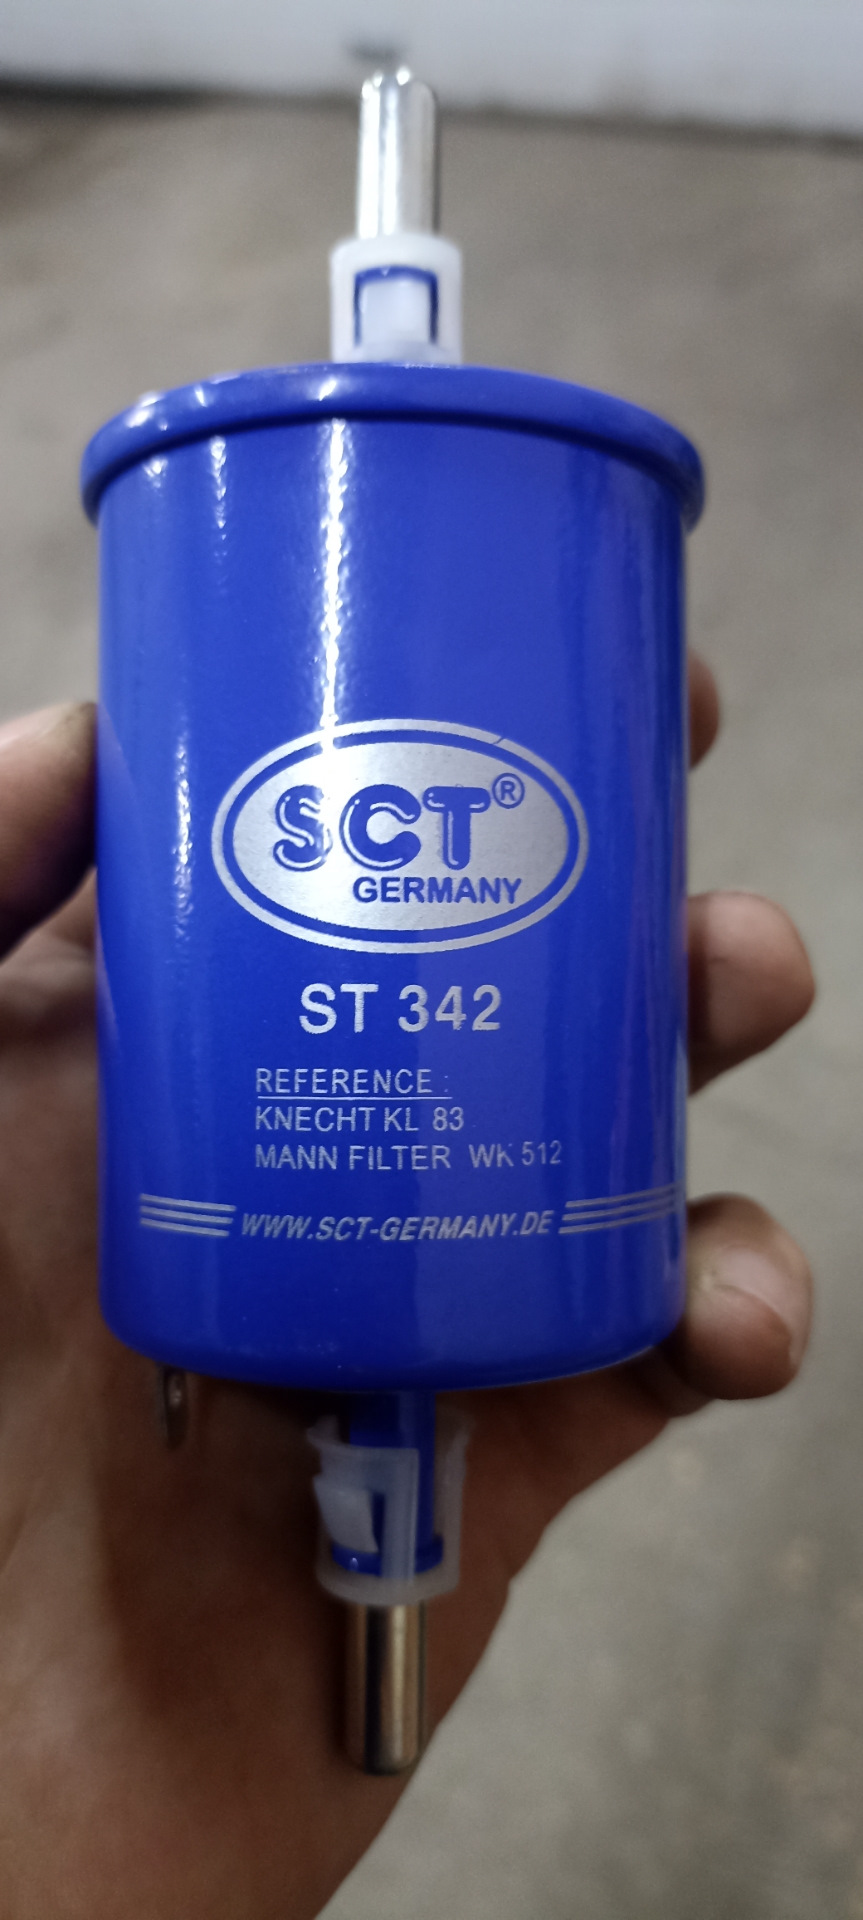 SCT®
GERMANY
ST 342
REFERENCE :
KNECHT KL 83
MANN FILTER WK 512
WWW.SCT-GERMANY.DE